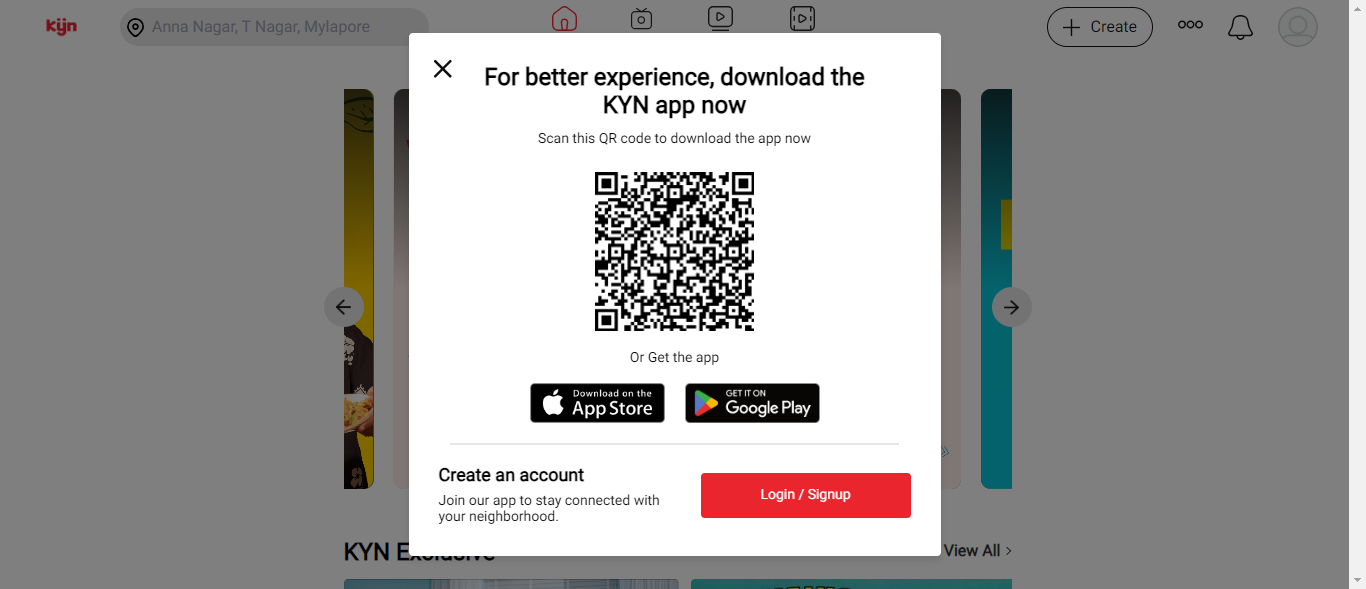 kyn
Anna Nagar, T Nagar, Mylapore
Create
For better experience, download the
KYN app now
Scan this QR code to download the app now
Or Get the app
Download on the
App Store
GET IT ON
Google Play
Create an account
Join our app to stay connected with
your neighborhood.
Login / Signup
KYN Exclusive
View All >